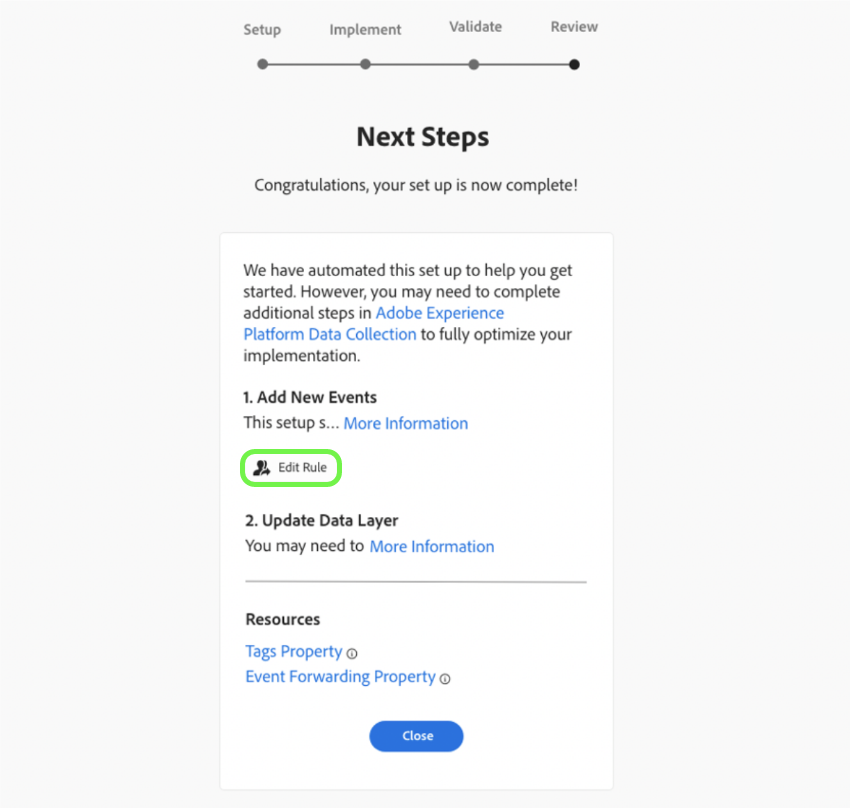 Setup Implement Validate Review
Next Steps
Congratulations, your set up is now complete!
We have automated this set up to help you get
started. However, you may need to complete
additional steps in Adobe Experience
Platform Data Collection to fully optimize your
implementation.
1. Add New Events
This setup s... More Information
Edit Rule
2. Update Data Layer
You may need to More Information
Resources
Tags Property
Event Forwarding Property
Close